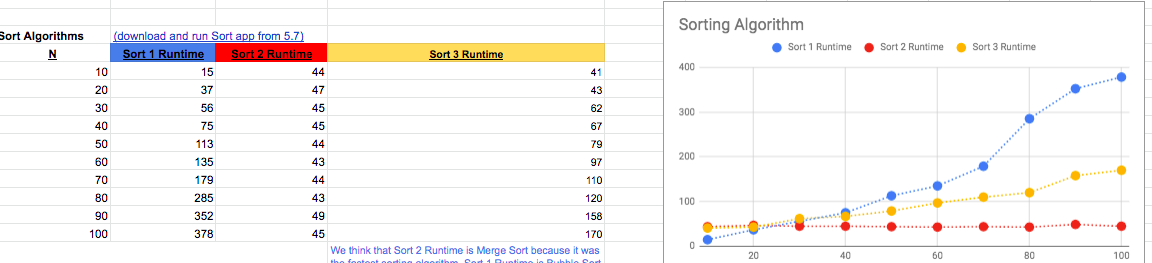 Sort Algorithms (download and run Sort app from 5.7)
N Sort 1 Runtime Sort 2 Runtime Sort 3 Runtime
10 15 44 41
20 37 47 43
30 56 45 62
40 75 45 67
50 113 44 79
60 135 43 97
70 179 44 110
80 285 43 120
90 352 49 158
100 378 45 170
We think that Sort 2 Runtime is Merge Sort because it was
the fastest sorting algorithm. Sort 1 Runtime is Bubble Sort
Sorting Algorithm
Sort 1 Runtime Sort 2 Runtime Sort 3 Runtime
400
300
200
100
0
20 40 60 80 100